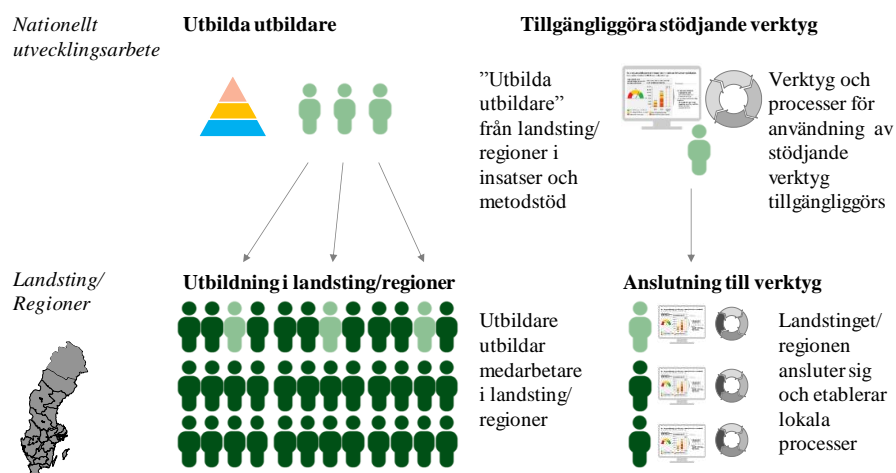 Nationellt
utvecklingsarbete
Utbilda utbildare
Tillgängliggöra stödjande verktyg
”Utbilda
utbildare”
från landsting/
regioner i
insatser och
metodstöd
Verktyg och
processer för
användning av
stödjande
verktyg
tillgängliggörs
Landsting/
Regioner
Utbildning i landsting/regioner
Anslutning till verktyg
Utbildare
utbildar
medarbetare
i landsting/
regioner
Landstinget/
regionen
ansluter sig
och etablerar
lokala
processer